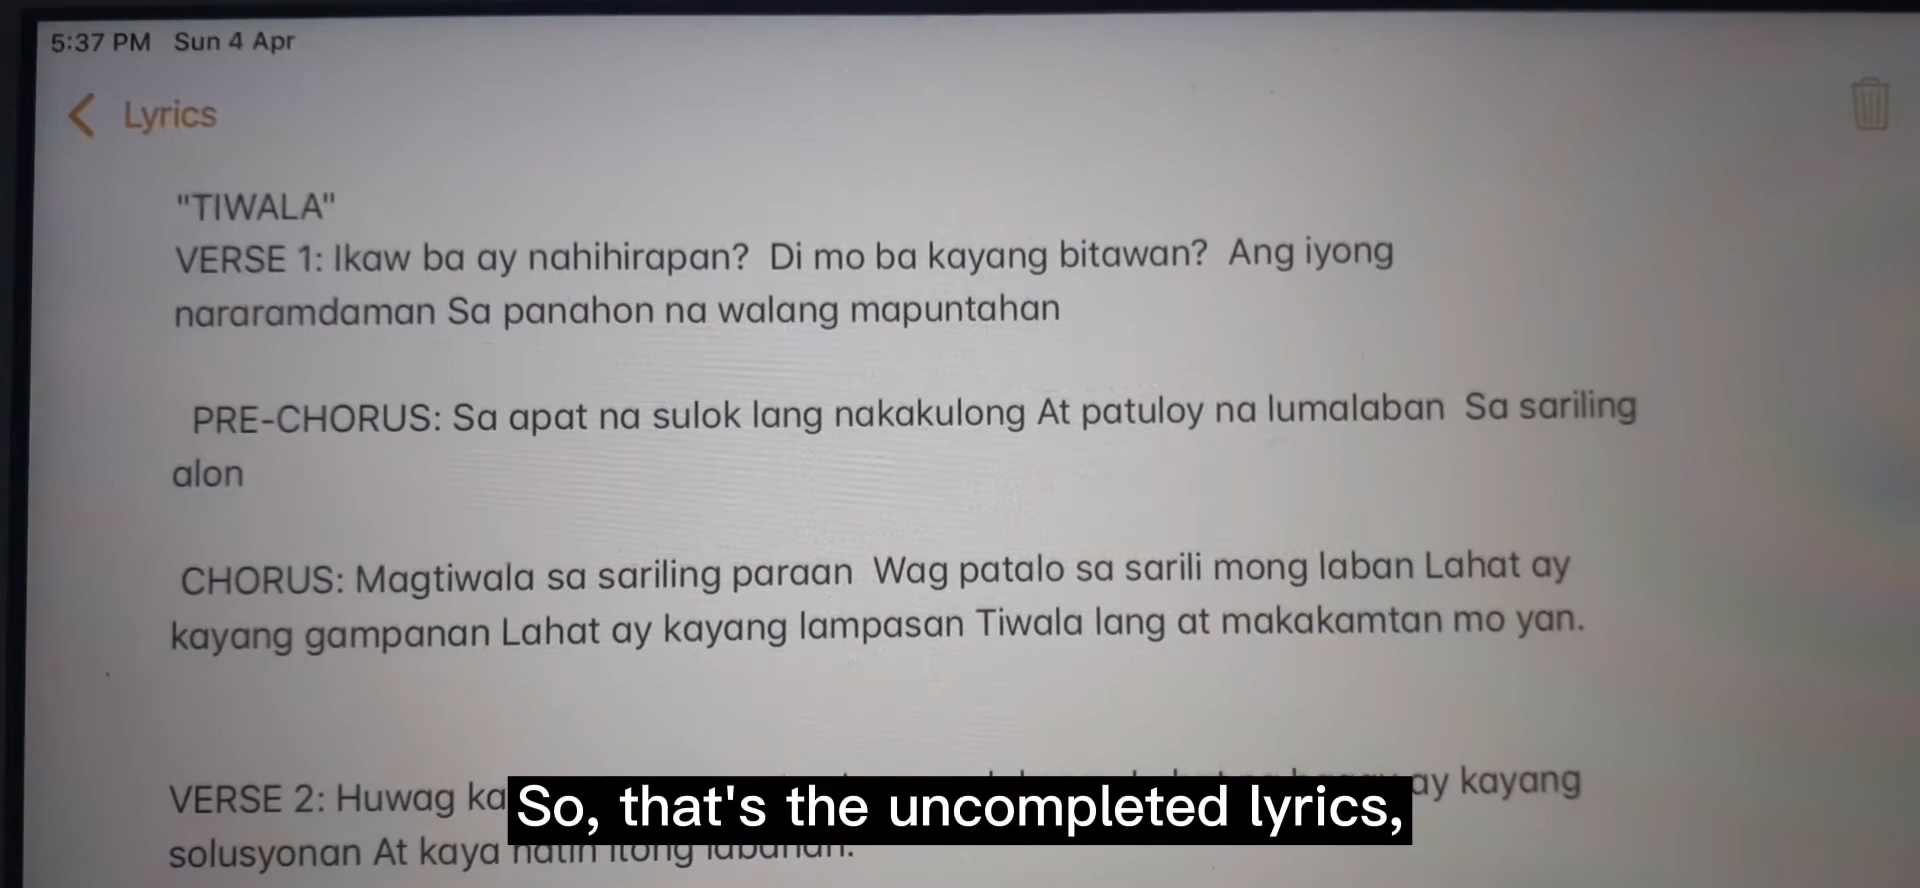 5:37 PM Sun 4 Apr
Lyrics
"TIWALA"
VERSE 1: Ikaw ba ay nahihirapan? Di mo ba kayang bitawan? Ang iyong
nararamdaman Sa panahon na walang mapuntahan
PRE-CHORUS: Sa apat na sulok lang nakakulong At patuloy na lumalaban Sa sariling
alon
CHORUS: Magtiwala sa sariling paraan Wag patalo sa sarili mong laban Lahat ay
kayang gampanan Lahat ay kayang lampasan Tiwala lang at makakamtan mo yan.
VERSE 2: Huwag ka ay kayang
solusyonan At kaya natin itong labanan.
So, that's the uncompleted lyrics,